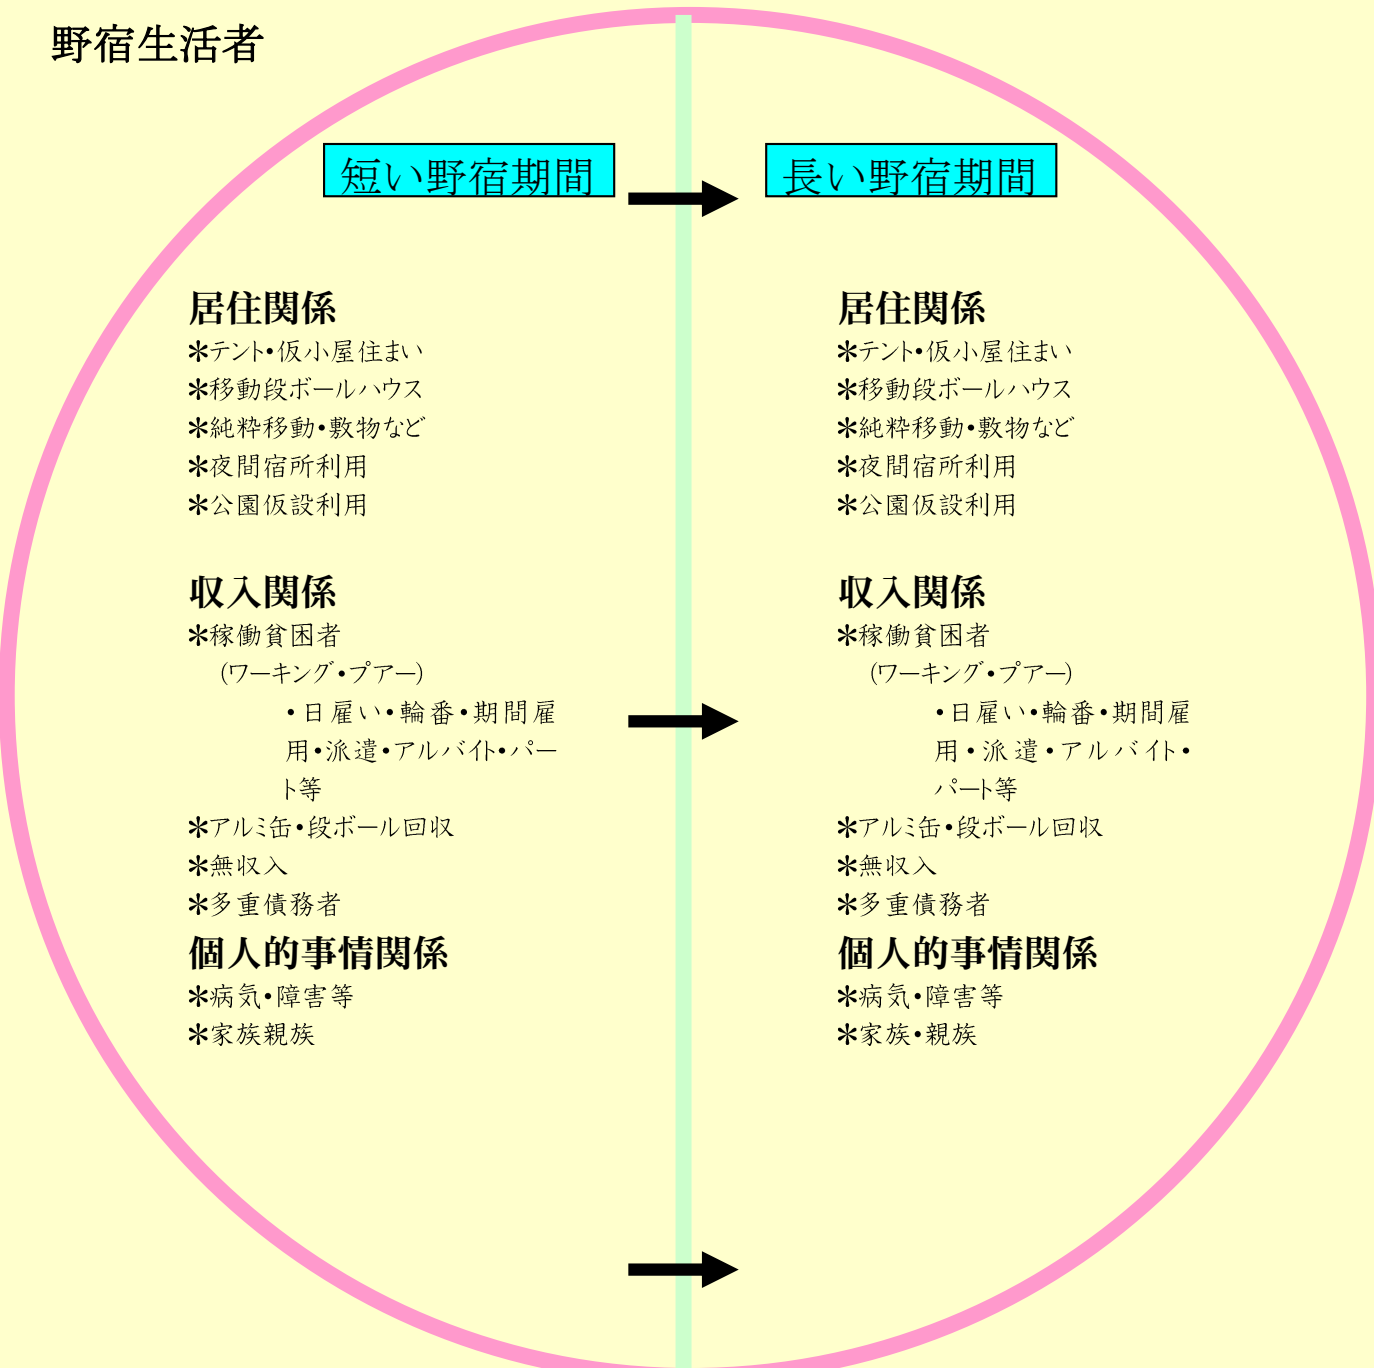 野宿生活者
短い野宿期間
長い野宿期間
居住関係
＊テント・仮小屋住まい
＊移動段ボールハウス
＊純粋移動・敷物など
＊夜間宿所利用
＊公園仮設利用
収入関係
＊稼働貧困者
(ワーキング・プアー)
・日雇い・輪番・期間雇
用・派遣・アルバイト・パー
ト等
＊アルミ缶・段ボール回収
＊無収入
＊多重債務者
個人的事情関係
＊病気・障害等
＊家族親族
居住関係
＊テント・仮小屋住まい
＊移動段ボールハウス
＊純粋移動・敷物など
＊夜間宿所利用
＊公園仮設利用
収入関係
＊稼働貧困者
(ワーキング・プアー)
・日雇い・輪番・期間雇
用・派遣・アルバイト・
パート等
＊アルミ缶・段ボール回収
＊無収入
＊多重債務者
個人的事情関係
＊病気・障害等
＊家族・親族